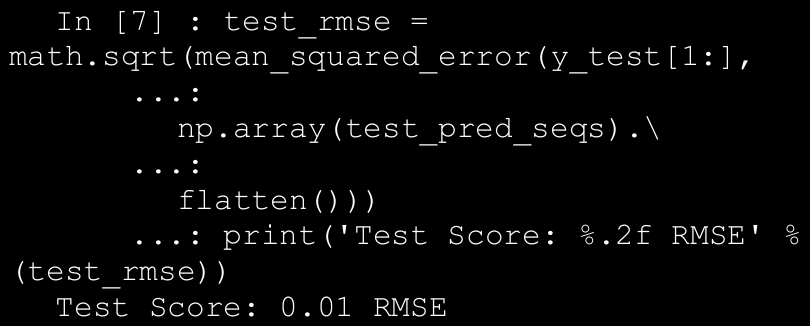 In [7] : test_rmse =
math.sqrt(mean_squared_error(y_test[1:],
...:
np.array(test_pred_seqs).\
...:
flatten()))
...: print('Test Score: %.2f RMSE' %
(test_rmse))
Test Score: 0.01 RMSE